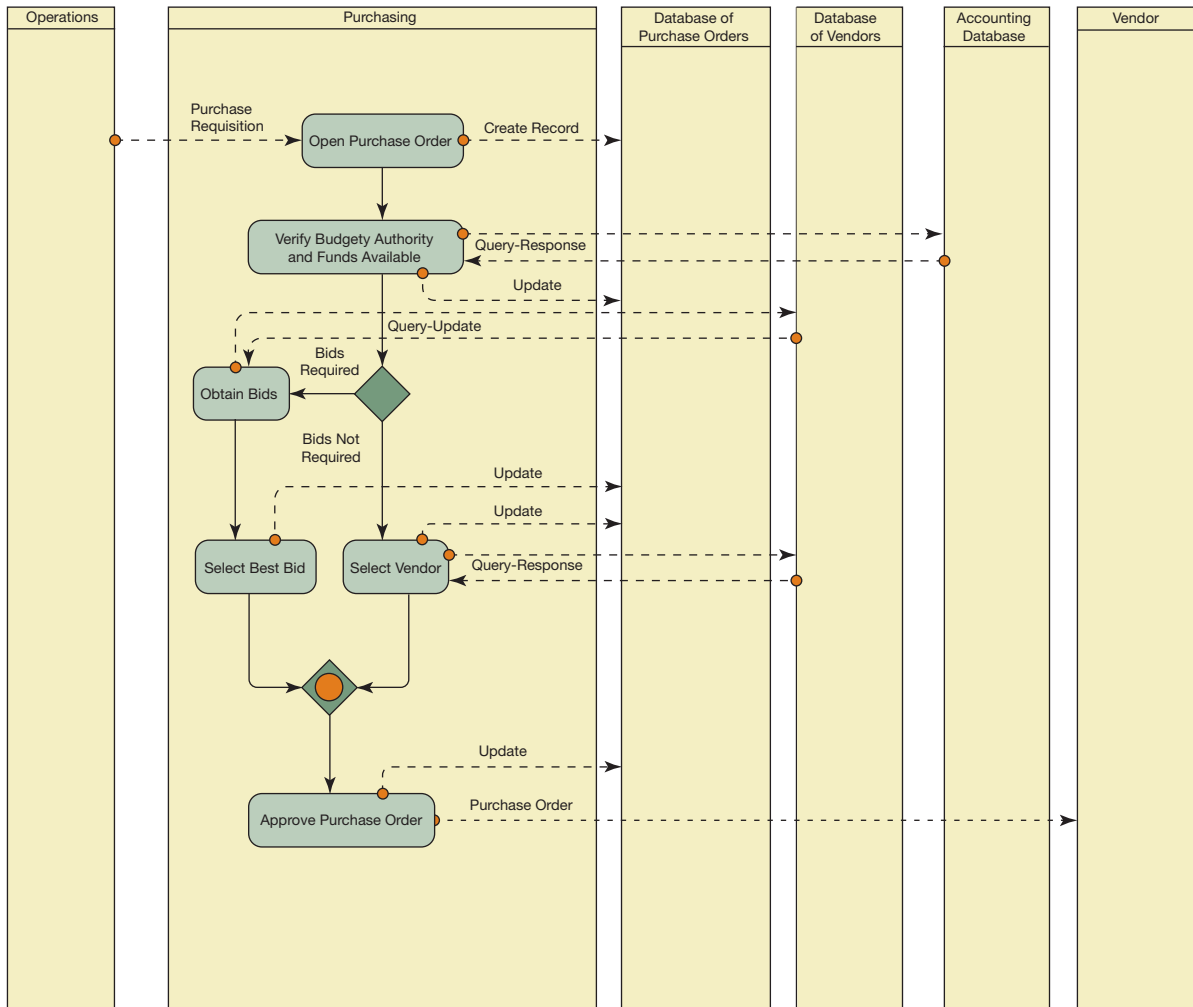 Operations
Purchasing
Database of
Purchase Orders
Database
of Vendors
Accounting
Database
Vendor
Purchase
Requisition
Open Purchase Order
Create Record
Verify Budgety Authority
and Funds Available
Query-Response
Update
Query-Update
Bids
Required
Obtain Bids
Bids Not
Required
Update
Update
Select Best Bid
Select Vendor
Query-Response
Update
Approve Purchase Order
Purchase Order